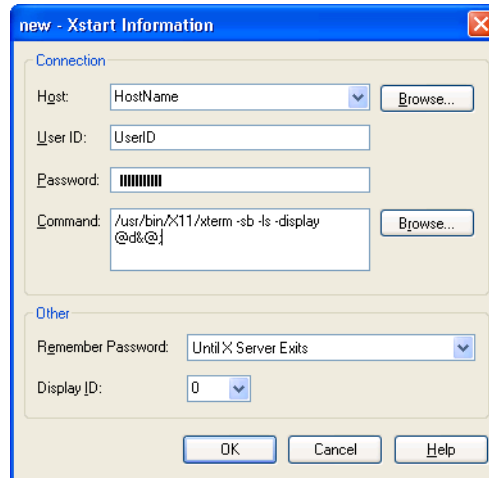 new - Xstart Information
Connection
Host: HostName Browse...
User ID: UserID
Password:
Command: /usr/bin/X11/xterm -sb -ls -display Browse...
@d&@;
Other
Remember Password: Until X Server Exits
Display ID: 0
OK Cancel Help